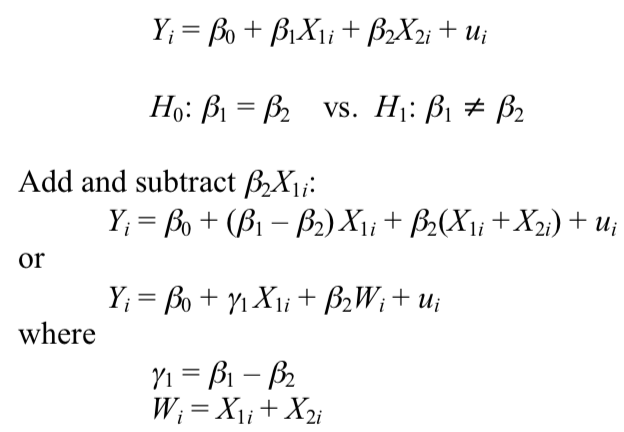 Yᵢ = β₀ + β₁X₁ᵢ + β₂X₂ᵢ + uᵢ
H₀: β₁ = β₂ vs. H₁: β₁ ≠ β₂
Add and subtract β₂X₁ᵢ:
Yᵢ = β₀ + (β₁ – β₂) X₁ᵢ + β₂(X₁ᵢ + X₂ᵢ) + uᵢ
or
Yᵢ = β₀ + γ₁ X₁ᵢ + β₂Wᵢ + uᵢ
where
γ₁ = β₁ – β₂
Wᵢ = X₁ᵢ + X₂ᵢ